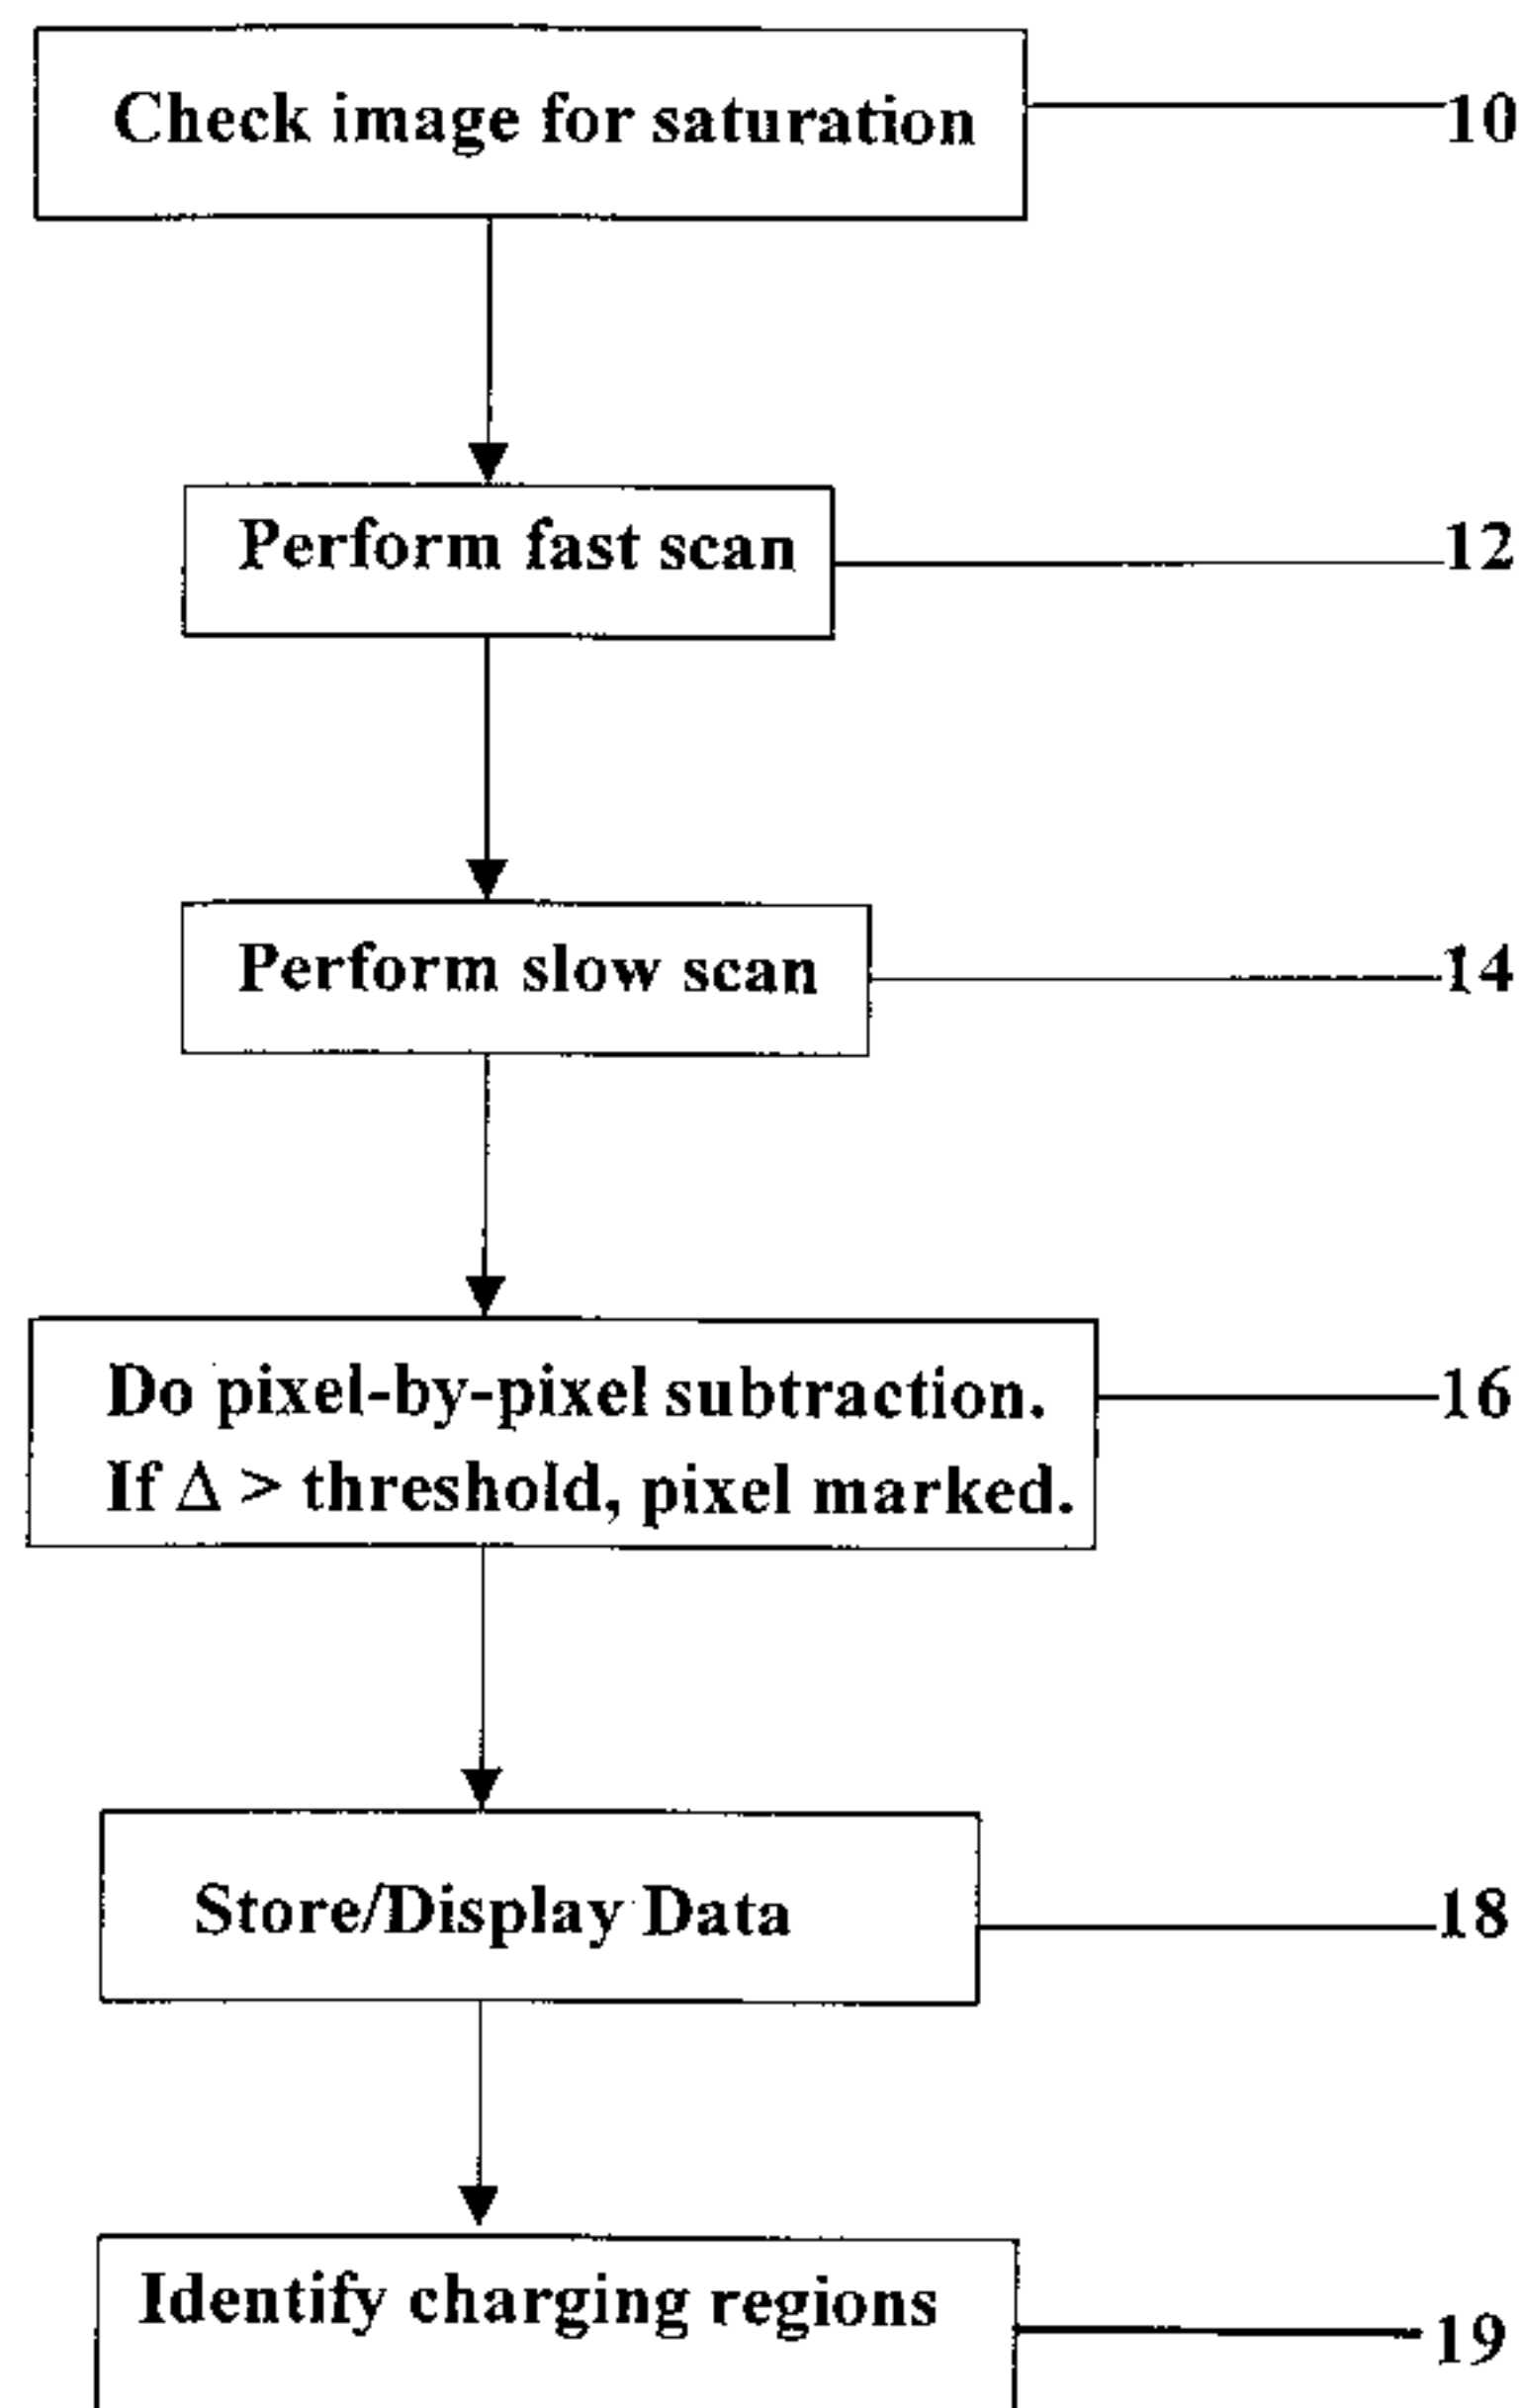 Check image for saturation
10
Perform fast scan
12
Perform slow scan
14
Do pixel-by-pixel subtraction.
16
If Δ > threshold, pixel marked.
Store/Display Data
18
Identify charging regions
19